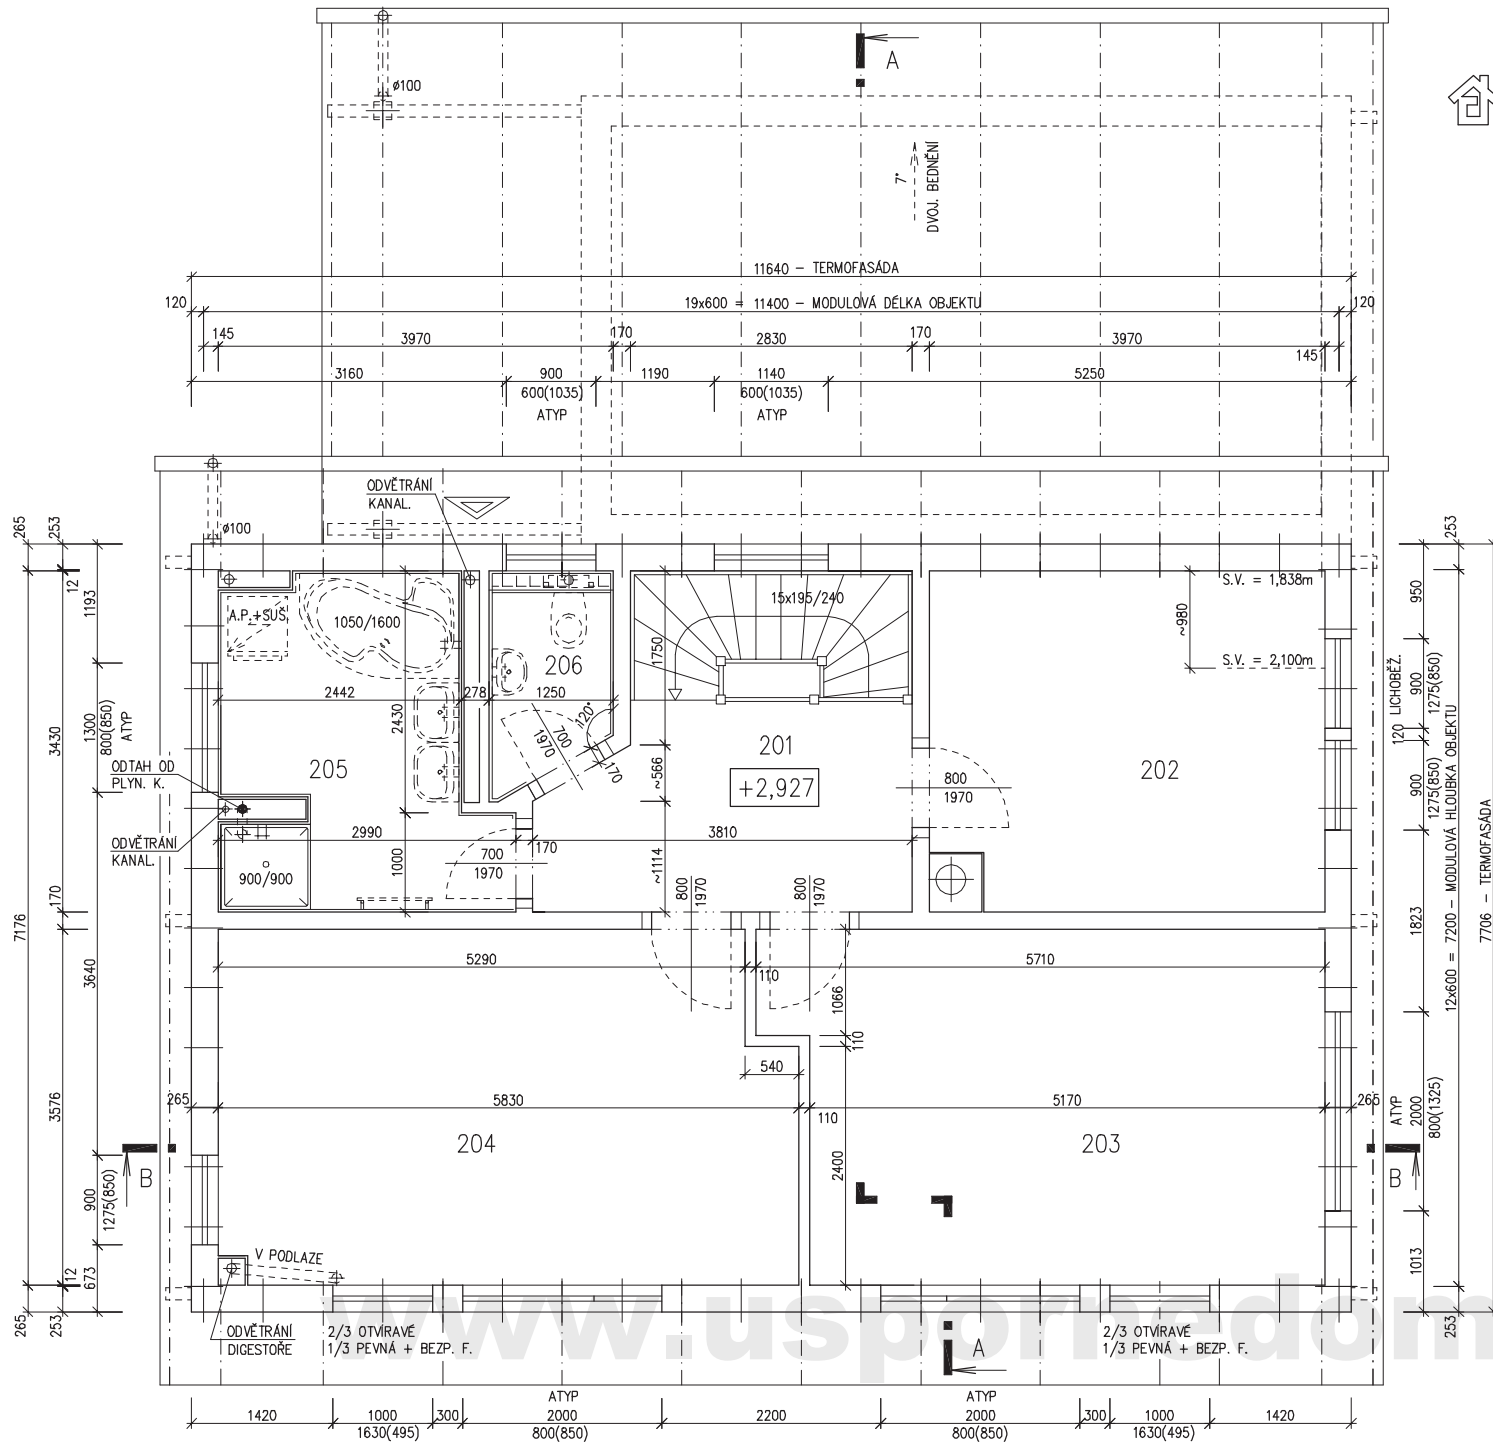 A
ø100
7°
DVOJ. BEDNĚNÍ
11640 – TERMOFASÁDA
120
19x600 = 11400 – MODULOVÁ DÉLKA OBJEKTU
120
145
3970
170
2830
170
3970
145
3160
900
600(1035)
ATYP
1190
1140
600(1035)
ATYP
5250
ODVĚTRÁNÍ
KANAL.
ø100
265
253
12
1193
1300
800(850)
ATYP
3430
7176
170
3640
3576
900
1275(850)
12
673
265
253
A.P.+SUŠ.
1050/1600
206
15x195/240
1750
S.V. = 1,838m
~980
S.V. = 2,100m
2442
278
1250
2430
120°
700
1970
170
~566
201
+2,927
205
202
ODTAH OD
PLYN. K.
ODVĚTRÁNÍ
KANAL.
800
1970
2990
700
1970
170
3810
900/900
1000
~1114
800
1970
800
1970
5290
110
5710
1066
110
540
265
5830
110
5170
265
204
203
2400
B
B
V PODLAZE
ODVĚTRÁNÍ
DIGESTOŘE
2/3 OTVÍRAVÉ
1/3 PEVNÁ + BEZP. F.
2/3 OTVÍRAVÉ
1/3 PEVNÁ + BEZP. F.
A
253
950
120 LICHOBĚŽ.
900
1275(850)
900
1275(850)
1823
12x600 = 7200 – MODULOVÁ HLOUBKA OBJEKTU
7706 – TERMOFASÁDA
ATYP
2000
800(1325)
1013
253
www.uspornedom
1420
1000
1630(495)
300
ATYP
2000
800(850)
2200
ATYP
2000
800(850)
300
1000
1630(495)
1420